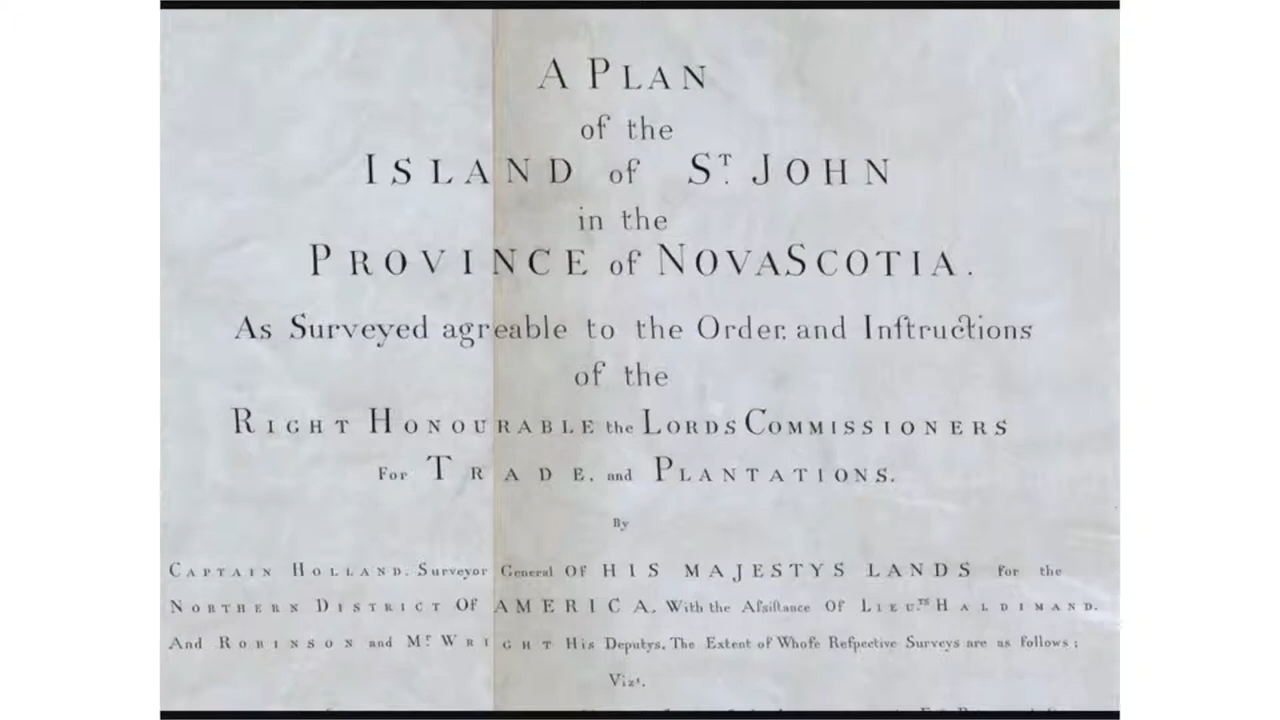 A PLAN
of the
ISLAND of S.T JOHN
in the
PROVINCE of NOVASCOTIA.
As Surveyed agreable to the Order, and Inſtructions
of the
RIGHT HONOURABLE the LORDS COMMISSIONERS
For TRADE, and PLANTATIONS.
By
CAPTAIN HOLLAND. Surveyor General OF HIS MAJESTYS LANDS for the
NORTHERN DISTRICT Of AMERICA, With the Aſsiſtance Of LIEU.TS HALDIMAND.
And ROBINSON and M.r WRIGHT His Deputys. The Extent of Whoſe Reſpective Surveys are as follows;
Vizt.